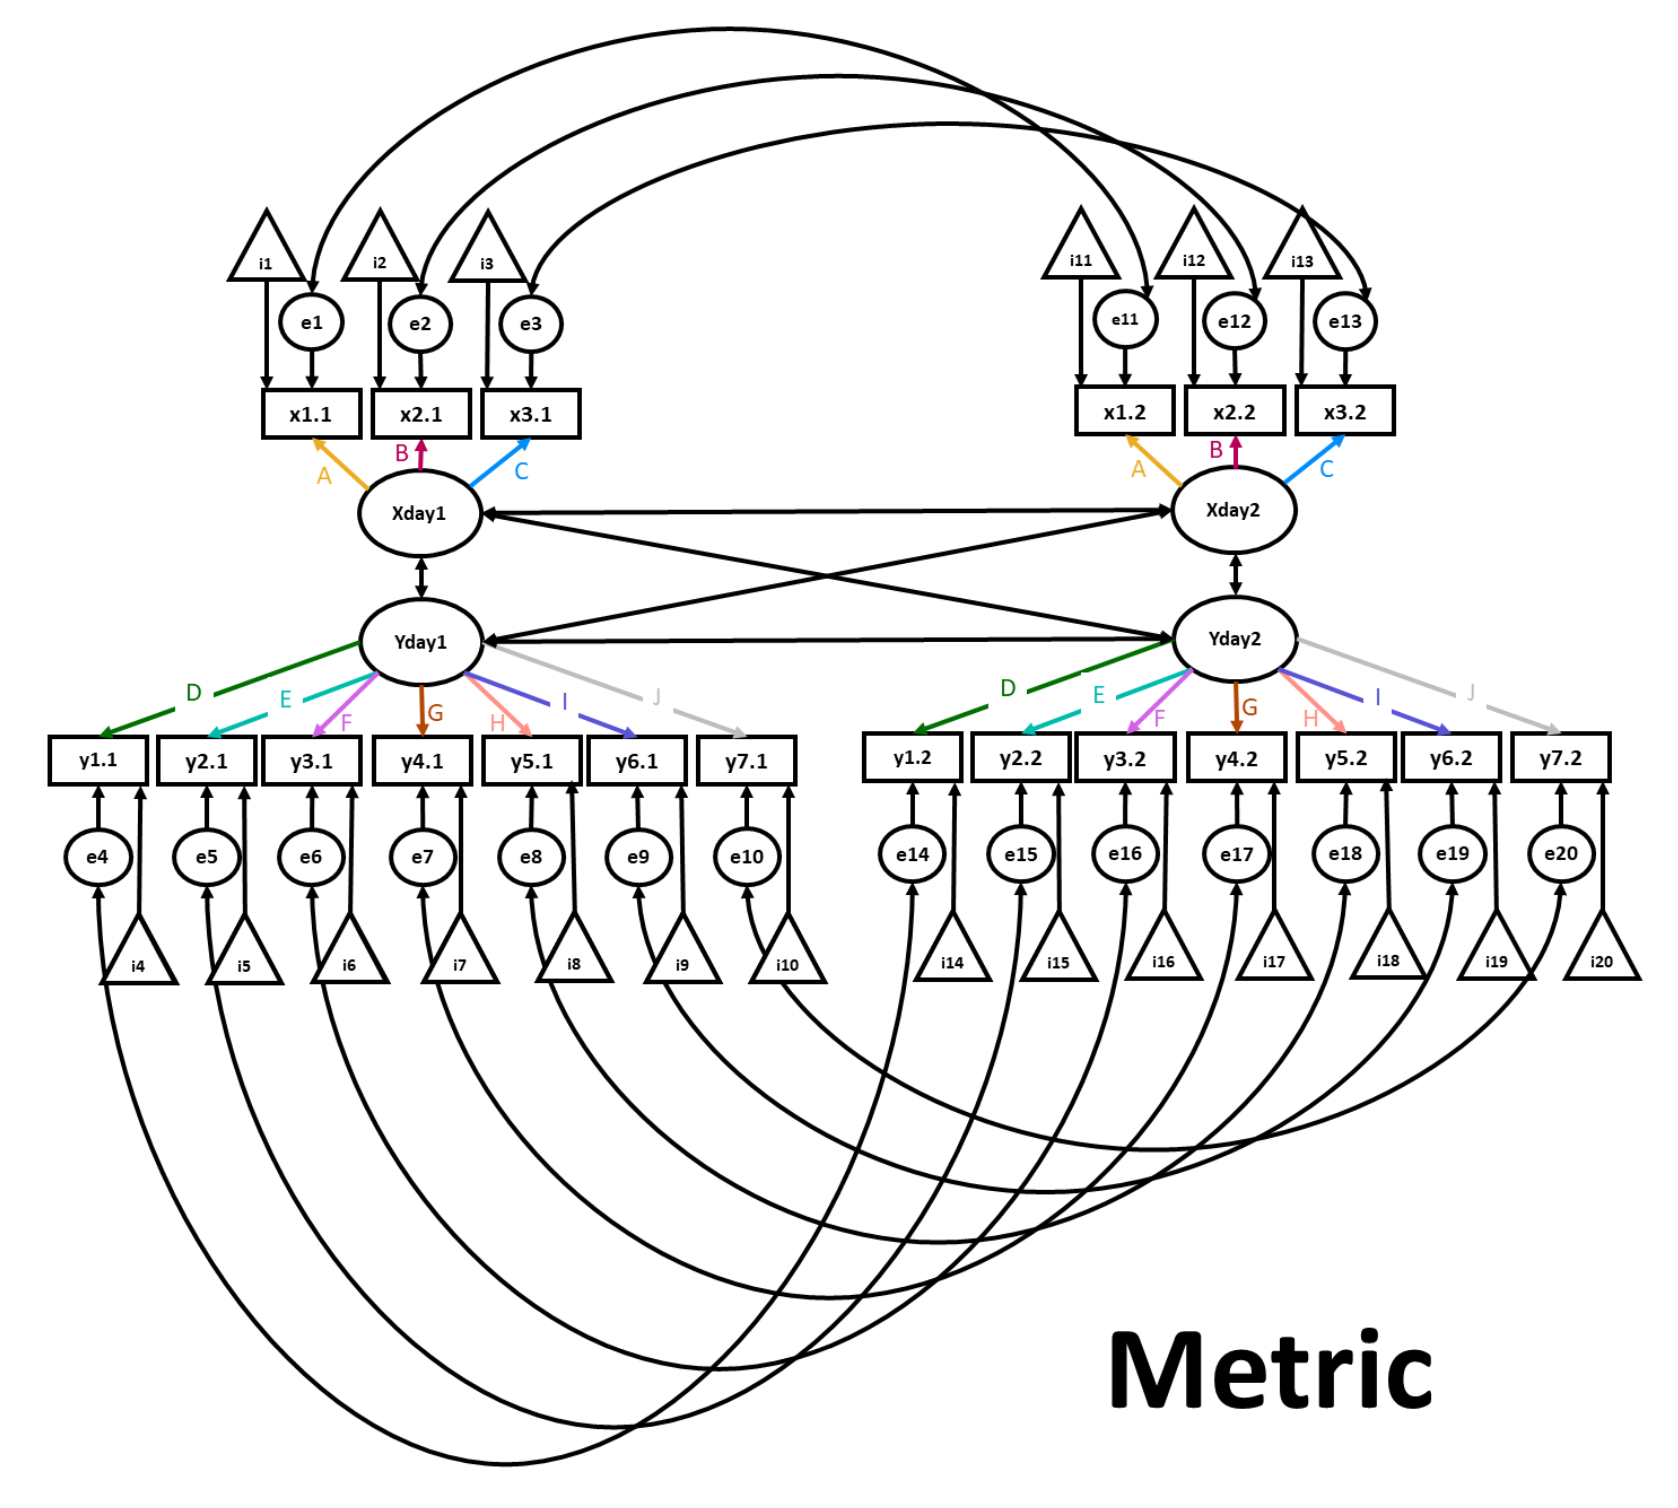 i1 i2 i3 i11 i12 i13
e1 e2 e3 e11 e12 e13
x1.1 x2.1 x3.1 x1.2 x2.2 x3.2
A B C A B C
Xday1 Xday2
Yday1 Yday2
D E F G H I J D E F G H I J
y1.1 y2.1 y3.1 y4.1 y5.1 y6.1 y7.1 y1.2 y2.2 y3.2 y4.2 y5.2 y6.2 y7.2
e4 e5 e6 e7 e8 e9 e10 e14 e15 e16 e17 e18 e19 e20
i4 i5 i6 i7 i8 i9 i10 i14 i15 i16 i17 i18 i19 i20
Metric